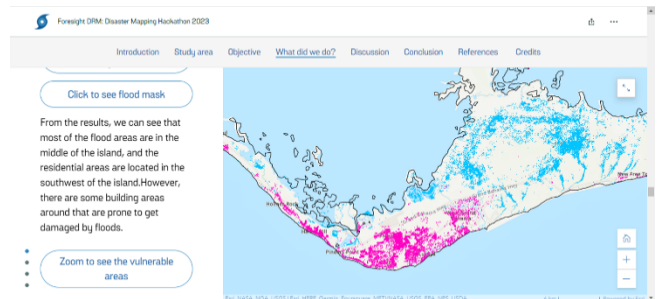 Foresight DRM: Disaster Mapping Hackathon 2023
Introduction Study area Objective What did we do? Discussion Conclusion References Credits
Click to see flood mask
From the results, we can see that
most of the flood areas are in the
middle of the island, and the
residential areas are located in the
southwest of the island.However,
there are some building areas
around that are prone to get
damaged by floods.
Zoom to see the vulnerable
areas